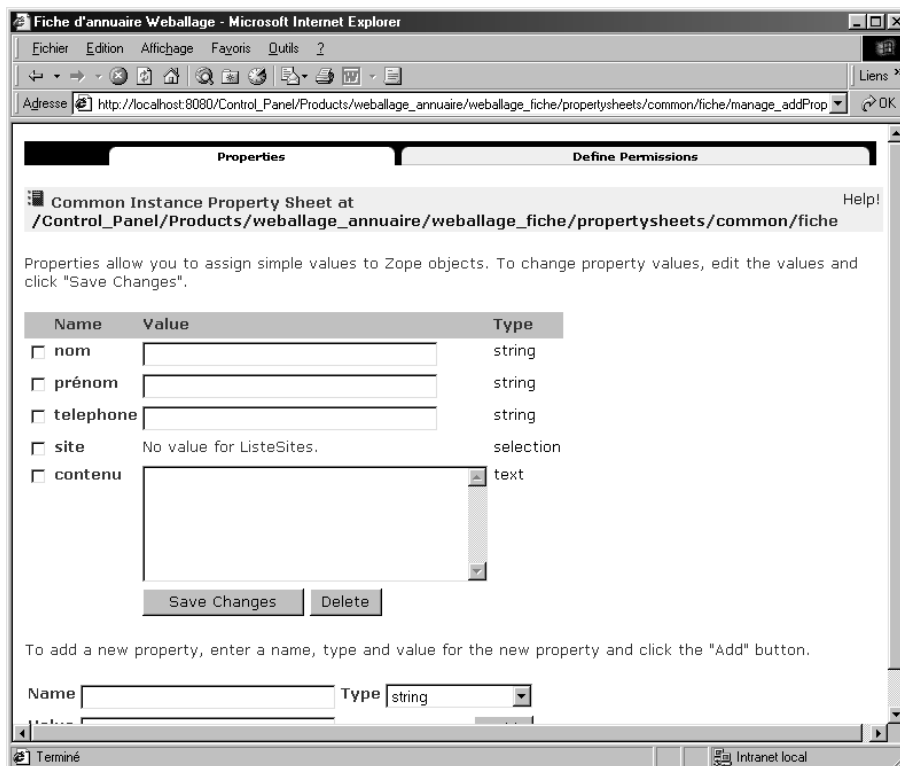 Fiche d'annuaire Weballage - Microsoft Internet Explorer
Fichier Edition Affichage Favoris Outils ?
Liens »
Adresse http://localhost:8080/Control_Panel/Products/weballage_annuaire/weballage_fiche/propertysheets/common/fiche/manage_addProp OK
Properties Define Permissions
Common Instance Property Sheet at Help!
/Control_Panel/Products/weballage_annuaire/weballage_fiche/propertysheets/common/fiche
Properties allow you to assign simple values to Zope objects. To change property values, edit the values and
click "Save Changes".
Name Value Type
nom string
prénom string
telephone string
site No value for ListeSites. selection
contenu text
Save Changes Delete
To add a new property, enter a name, type and value for the new property and click the "Add" button.
Name Type string
Terminé Intranet local